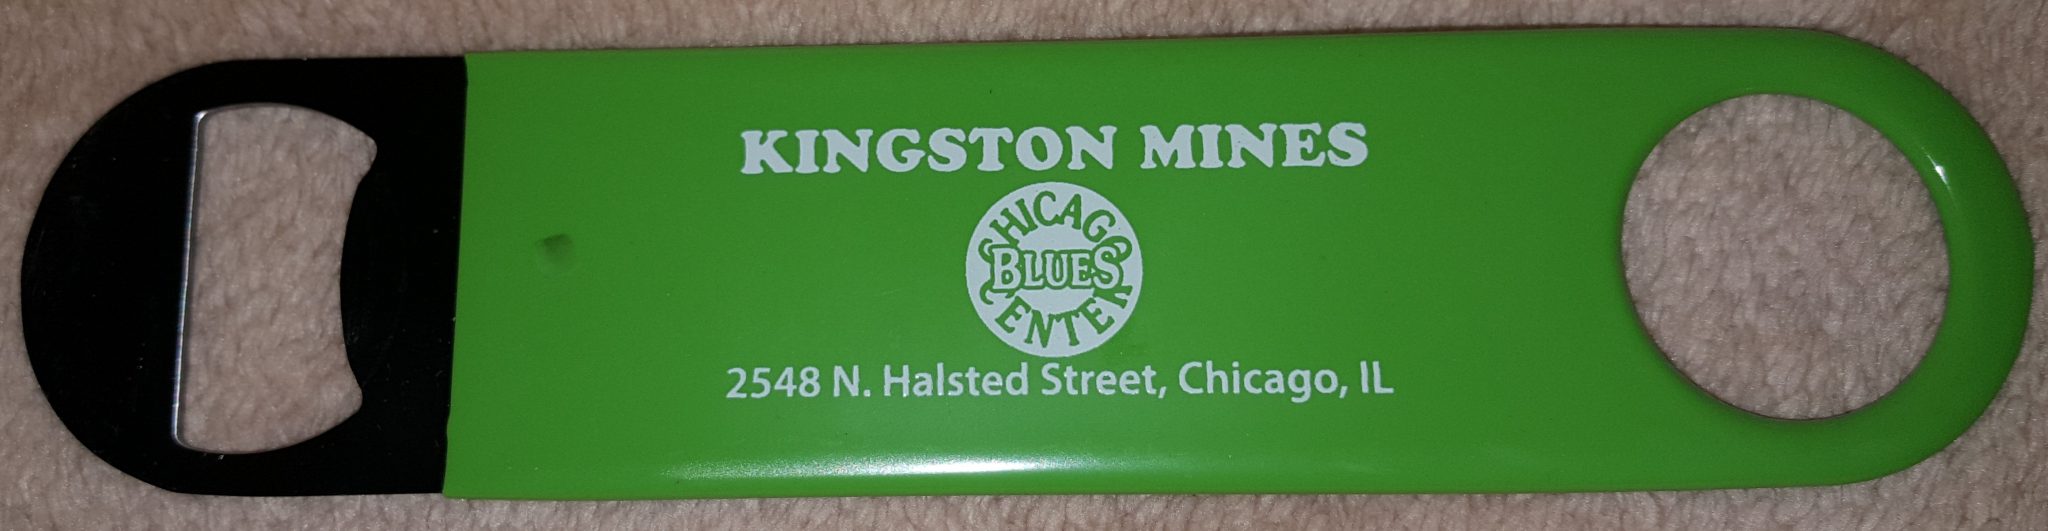 KINGSTON MINES
CHICAGO
BLUES
CENTER
2548 N. Halsted Street, Chicago, IL